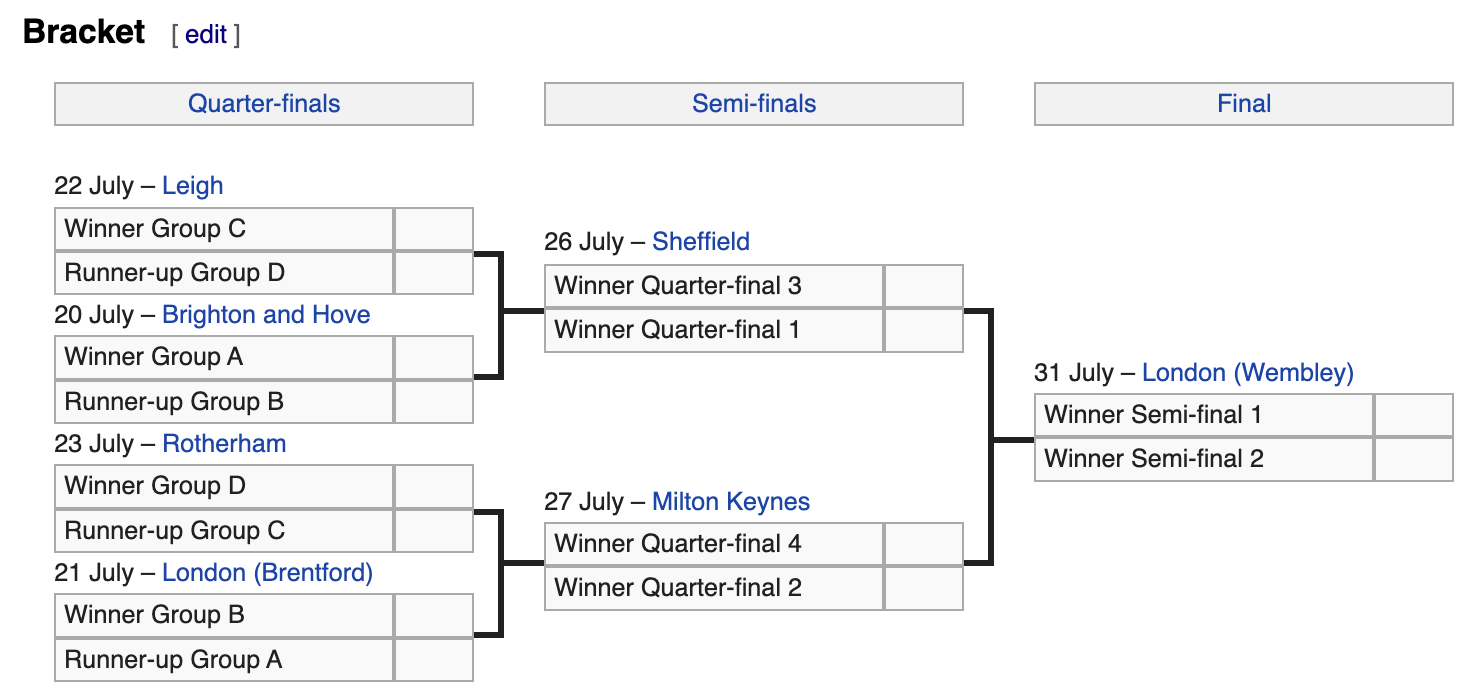 Bracket [ edit ]
Quarter-finals
Semi-finals
Final
22 July – Leigh
Winner Group C
Runner-up Group D
20 July – Brighton and Hove
Winner Group A
Runner-up Group B
23 July – Rotherham
Winner Group D
Runner-up Group C
21 July – London (Brentford)
Winner Group B
Runner-up Group A
26 July – Sheffield
Winner Quarter-final 3
Winner Quarter-final 1
27 July – Milton Keynes
Winner Quarter-final 4
Winner Quarter-final 2
31 July – London (Wembley)
Winner Semi-final 1
Winner Semi-final 2